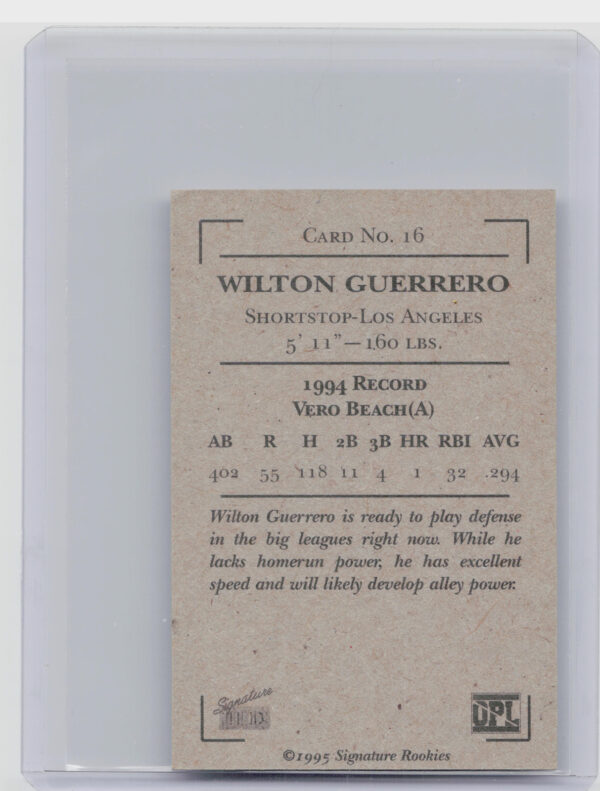 CARD NO. 16
WILTON GUERRERO
SHORTSTOP-LOS ANGELES
5' 11"—160 LBS.
1994 RECORD
VERO BEACH(A)
AB R H 2B 3B HR RBI AVG
402 55 118 11 4 1 32 .294
Wilton Guerrero is ready to play defense
in the big leagues right now. While he
lacks homerun power, he has excellent
speed and will likely develop alley power.
Signature
OPL
©1995 Signature Rookies